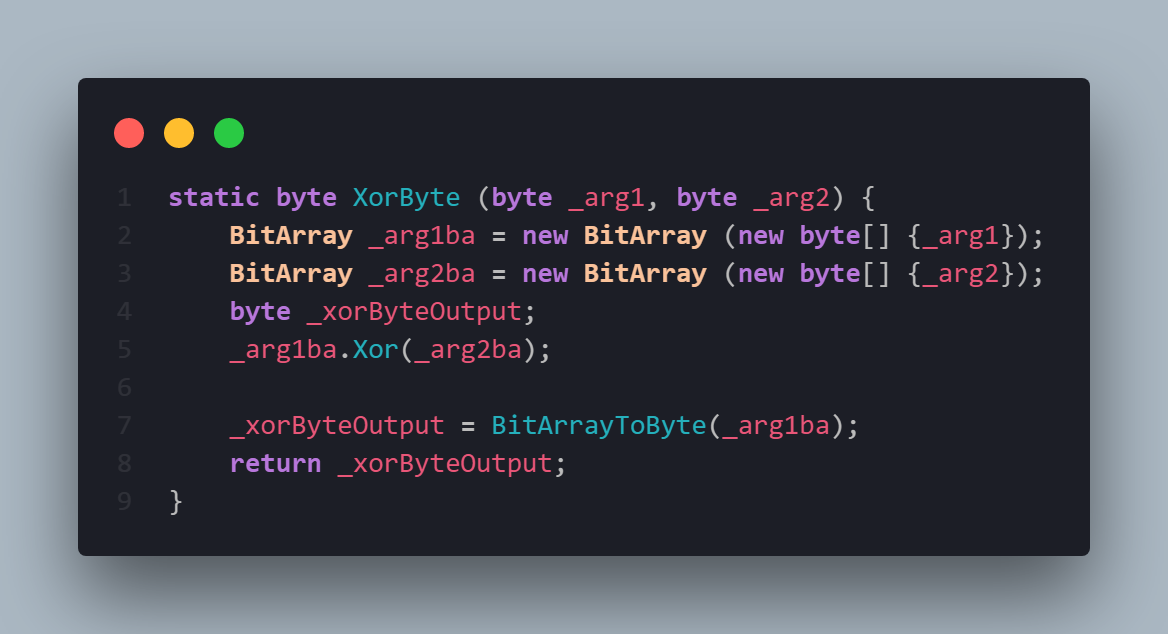 1 static byte XorByte (byte _arg1, byte _arg2) {
2     BitArray _arg1ba = new BitArray (new byte[] {_arg1});
3     BitArray _arg2ba = new BitArray (new byte[] {_arg2});
4     byte _xorByteOutput;
5     _arg1ba.Xor(_arg2ba);
6
7     _xorByteOutput = BitArrayToByte(_arg1ba);
8     return _xorByteOutput;
9 }